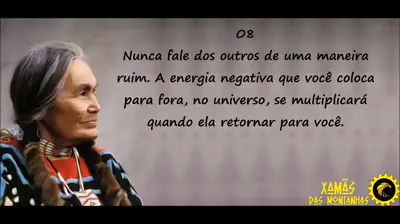 08
Nunca fale dos outros de uma maneira
ruim. A energia negativa que você coloca
para fora, no universo, se multiplicará
quando ela retornar para você.
XAMÃS
DAS MONTANHAS